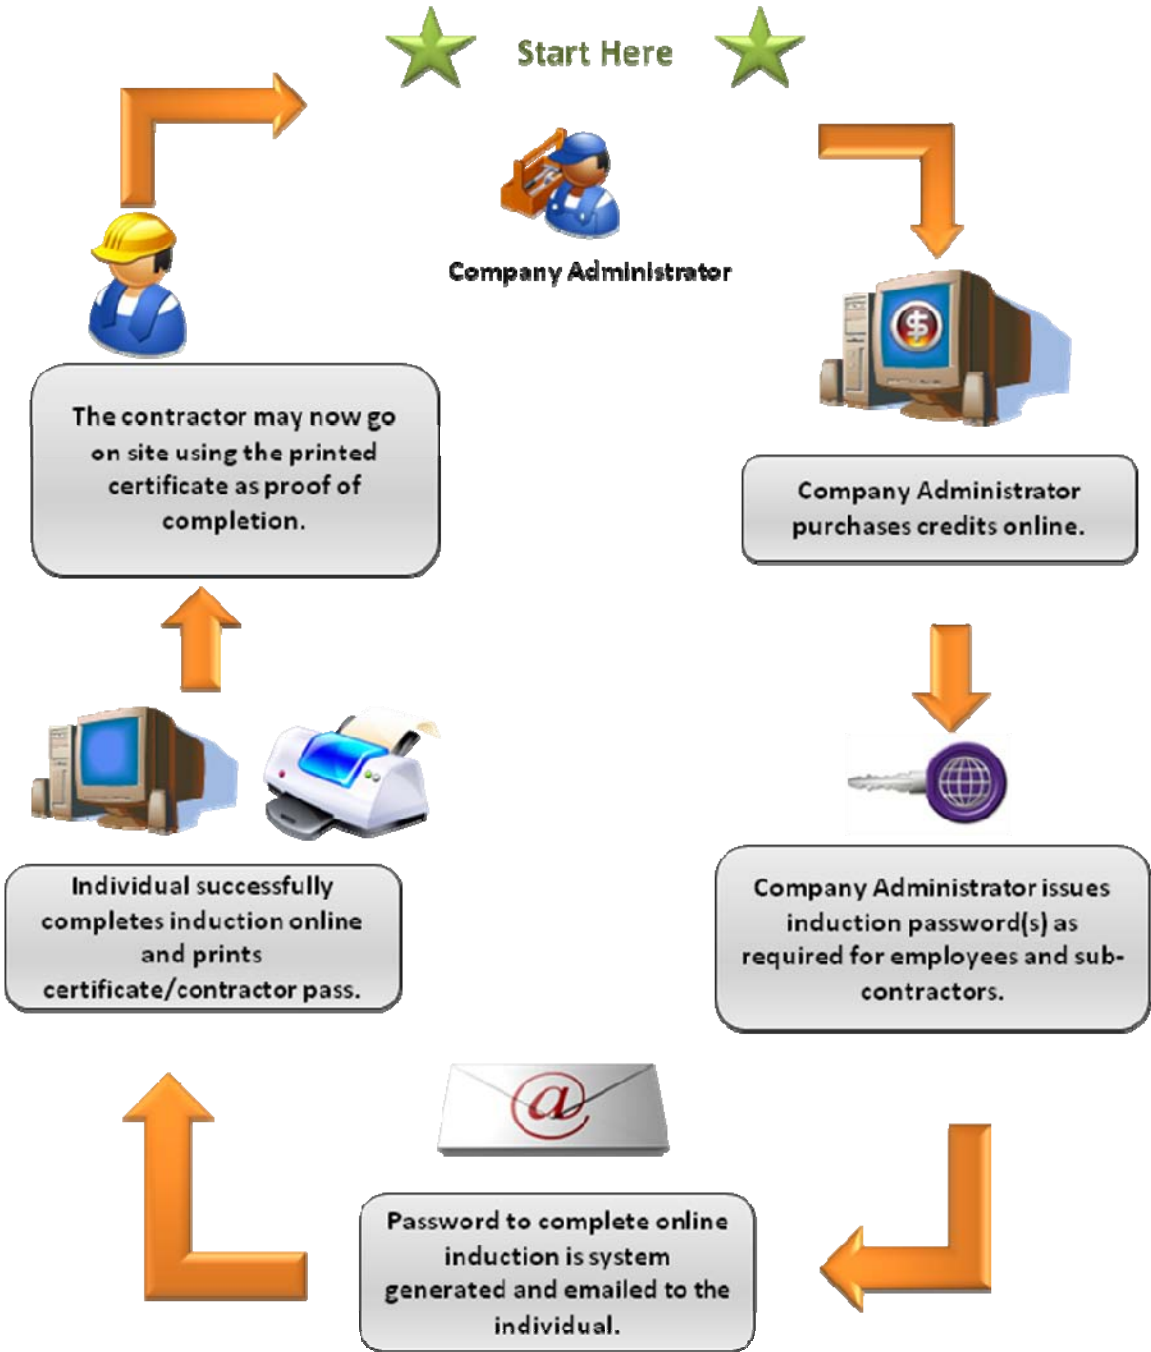 Start Here
Company Administrator
Company Administrator
purchases credits online.
Company Administrator issues
induction password(s) as
required for employees and sub-
contractors.
Password to complete online
induction is system
generated and emailed to the
individual.
Individual successfully
completes induction online
and prints
certificate/contractor pass.
The contractor may now go
on site using the printed
certificate as proof of
completion.